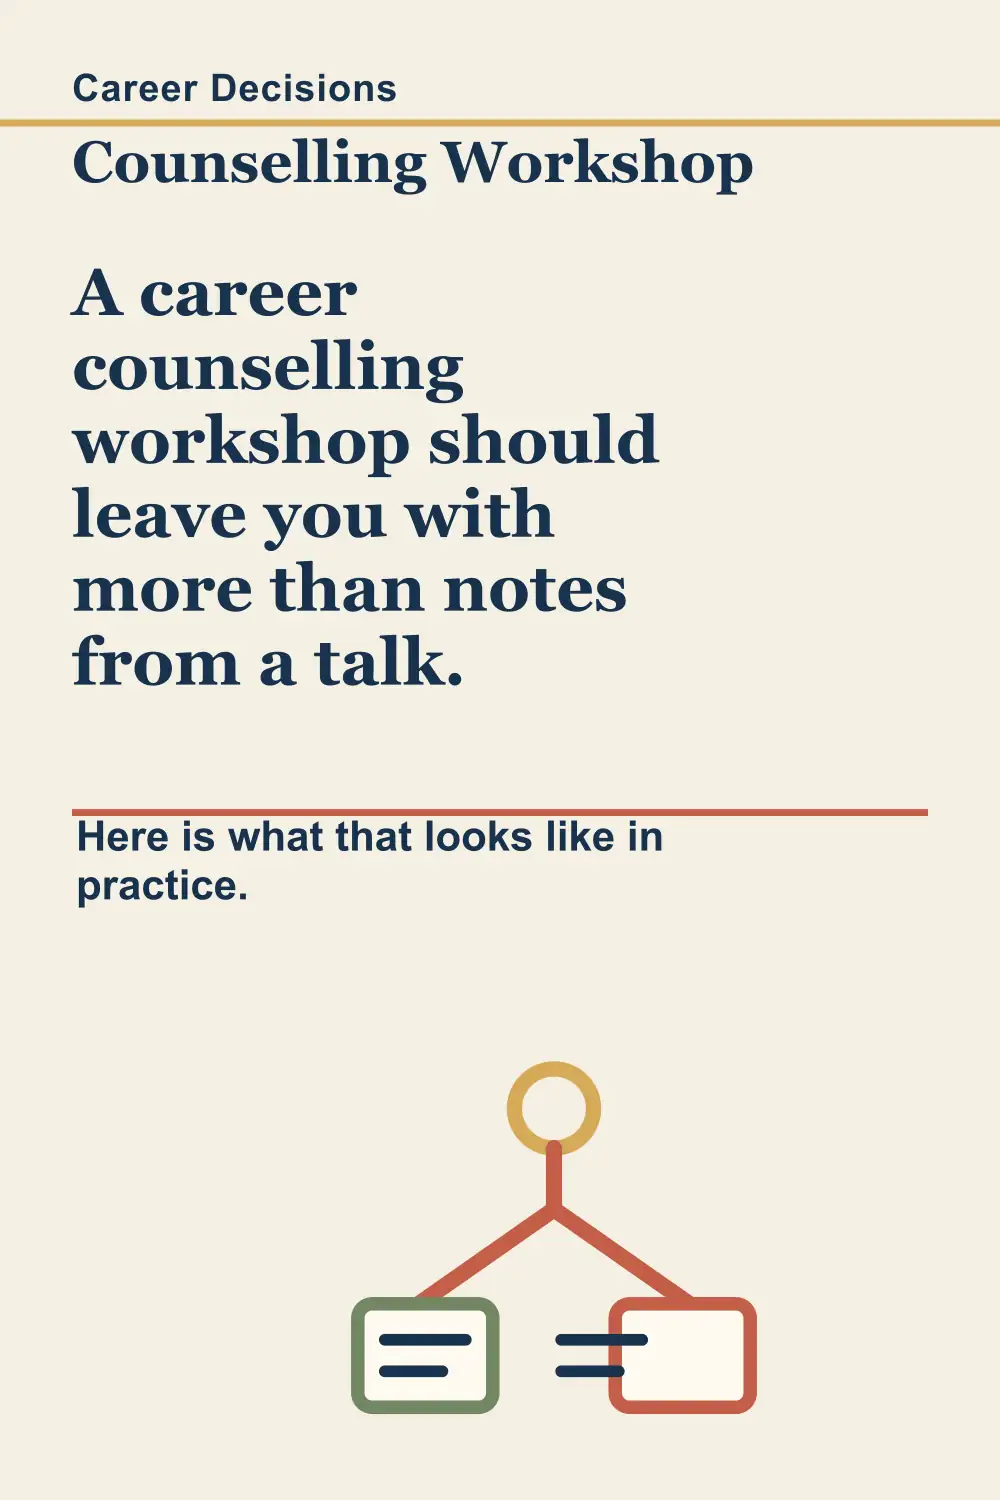 Career Decisions
Counselling Workshop
A career
counselling
workshop should
leave you with
more than notes
from a talk.
Here is what that looks like in
practice.